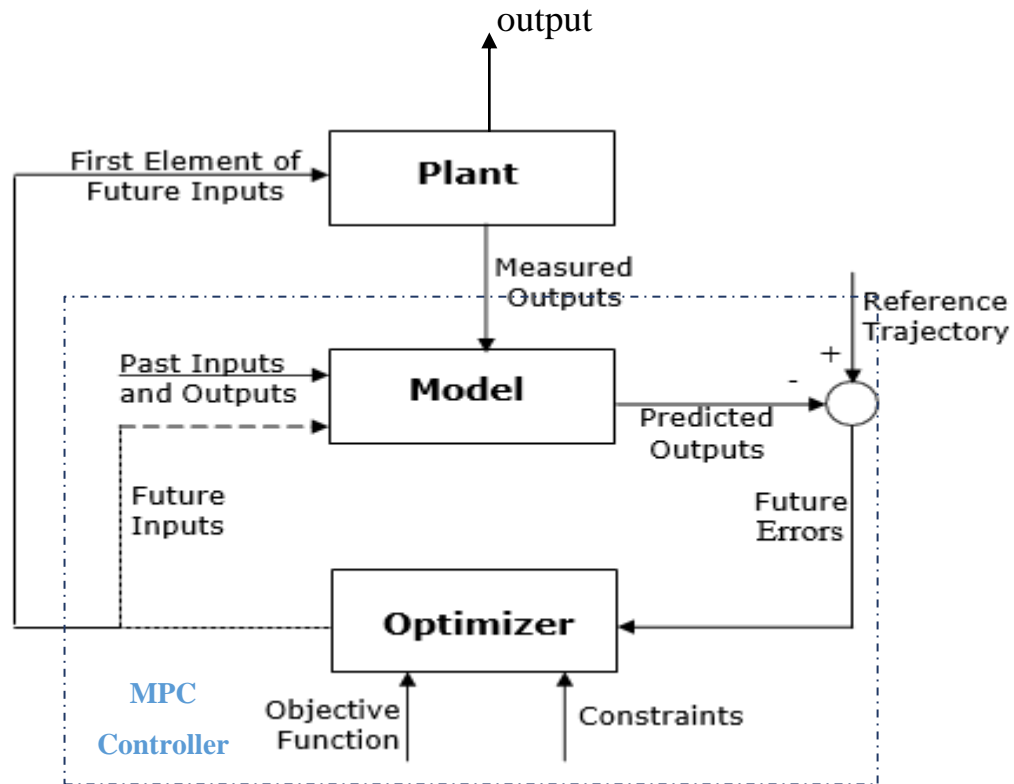 output
First Element of
Future Inputs
Plant
Measured
Outputs
Reference
Trajectory
Past Inputs
and Outputs
Model
+
-
Predicted
Outputs
Future
Inputs
Future
Errors
Optimizer
MPC
Controller
Objective
Function
Constraints